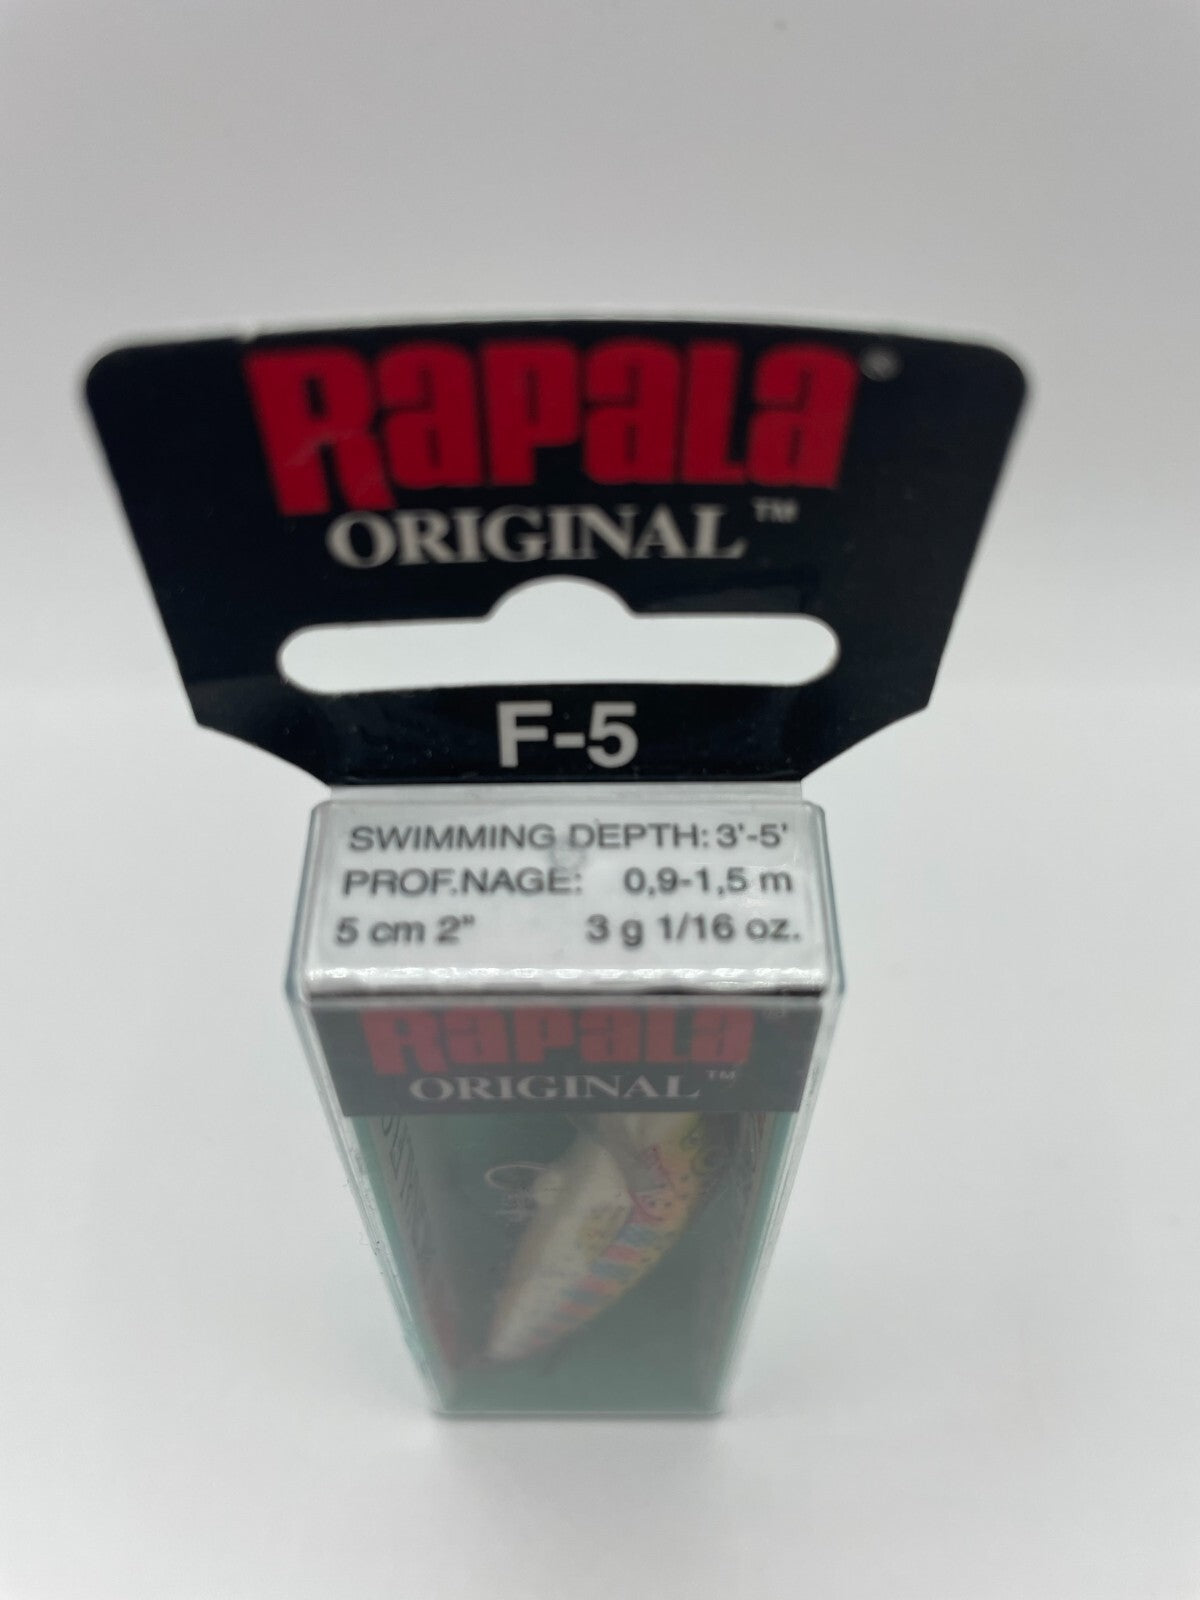 RAPALA®
ORIGINAL™
F-5
SWIMMING DEPTH: 3'-5'
PROF.NAGE: 0,9-1,5 m
5 cm 2" 3 g 1/16 oz.
RAPALA®
ORIGINAL™